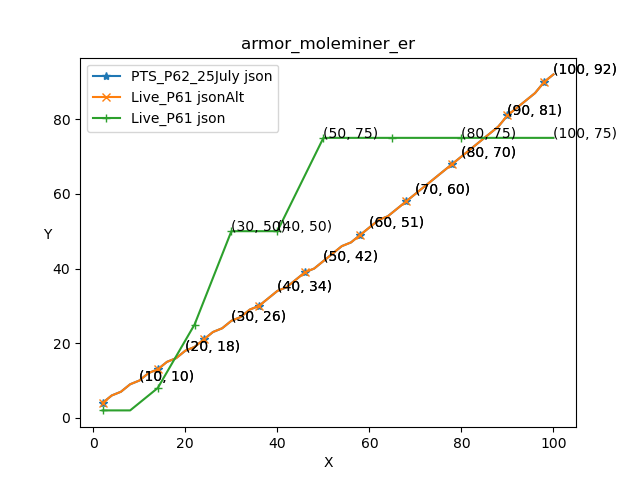 armor_moleminer_er
PTS_P62_25July json
Live_P61 jsonAlt
Live_P61 json
(100, 92)
(90, 81)
(50, 75)
(80, 75)
(100, 75)
(80, 70)
(70, 60)
(60, 51)
(30, 50)
(40, 50)
(50, 42)
(40, 34)
(30, 26)
(20, 18)
(10, 10)
Y
80
60
40
20
0
0 20 40 60 80 100
X